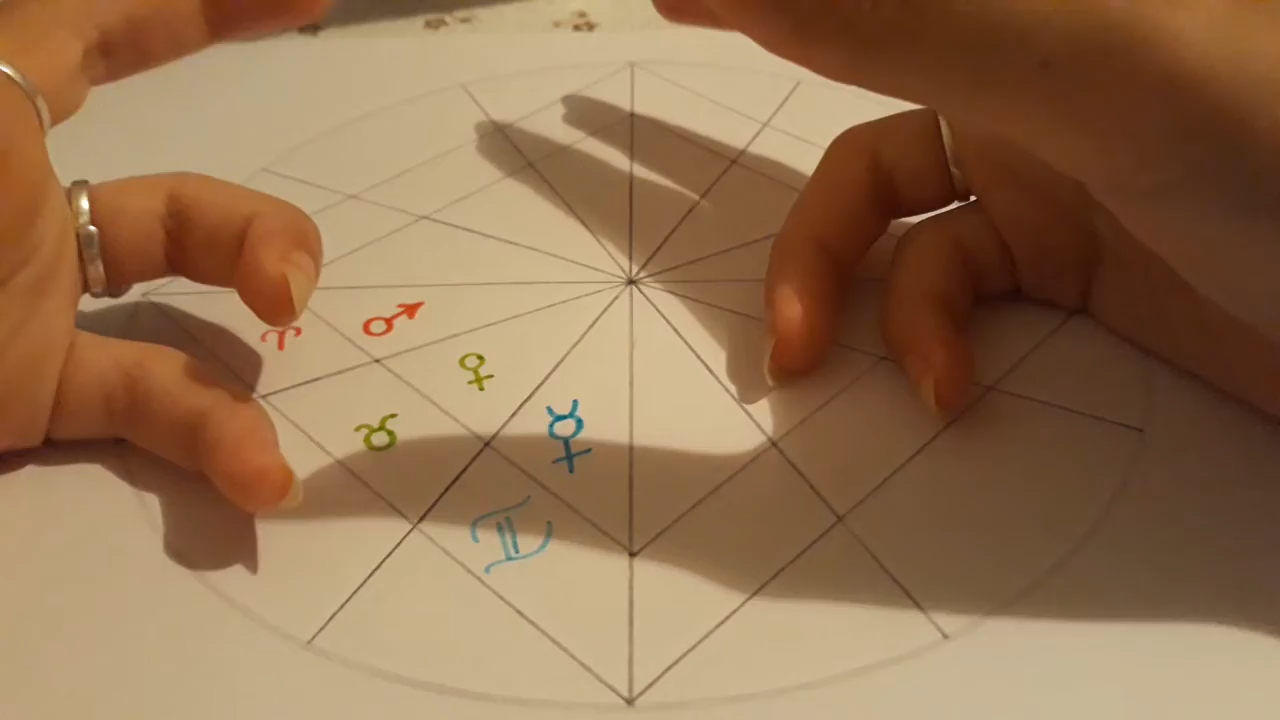 ♈ ♂
♀
♉ ☿
♊